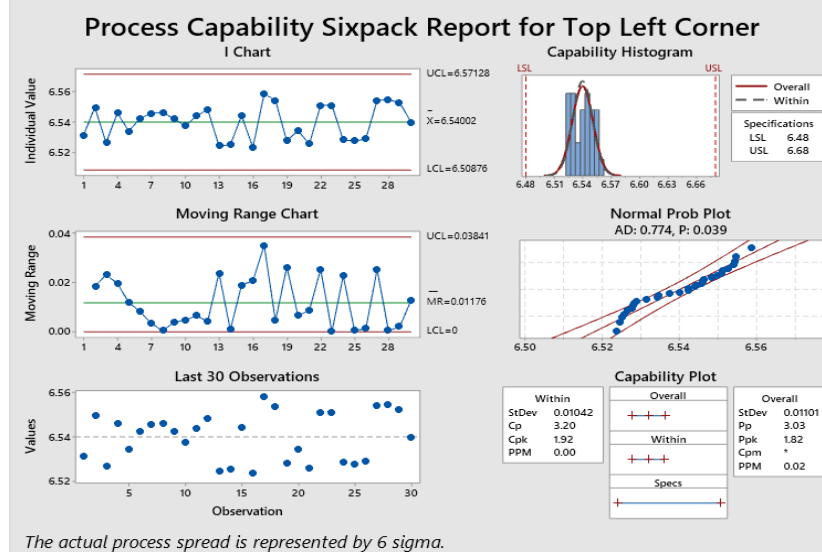 Process Capability Sixpack Report for Top Left Corner
I Chart
Individual Value
6.56
6.54
6.52
1 4 7 10 13 16 19 22 25 28
UCL=6.57128
_
X=6.54002
LCL=6.50876
Capability Histogram
LSL USL
6.48 6.51 6.54 6.57 6.60 6.63 6.66
Overall
Within
Specifications
LSL 6.48
USL 6.68
Moving Range Chart
Moving Range
0.04
0.02
0.00
1 4 7 10 13 16 19 22 25 28
UCL=0.03841
__
MR=0.01176
LCL=0
Normal Prob Plot
AD: 0.774, P: 0.039
6.50 6.52 6.54 6.56
Last 30 Observations
Values
6.56
6.54
6.52
5 10 15 20 25 30
Observation
Capability Plot
Within
StDev 0.01042
Cp 3.20
Cpk 1.92
PPM 0.00
Overall
Within
Specs
Overall
StDev 0.01101
Pp 3.03
Ppk 1.82
Cpm *
PPM 0.02
The actual process spread is represented by 6 sigma.